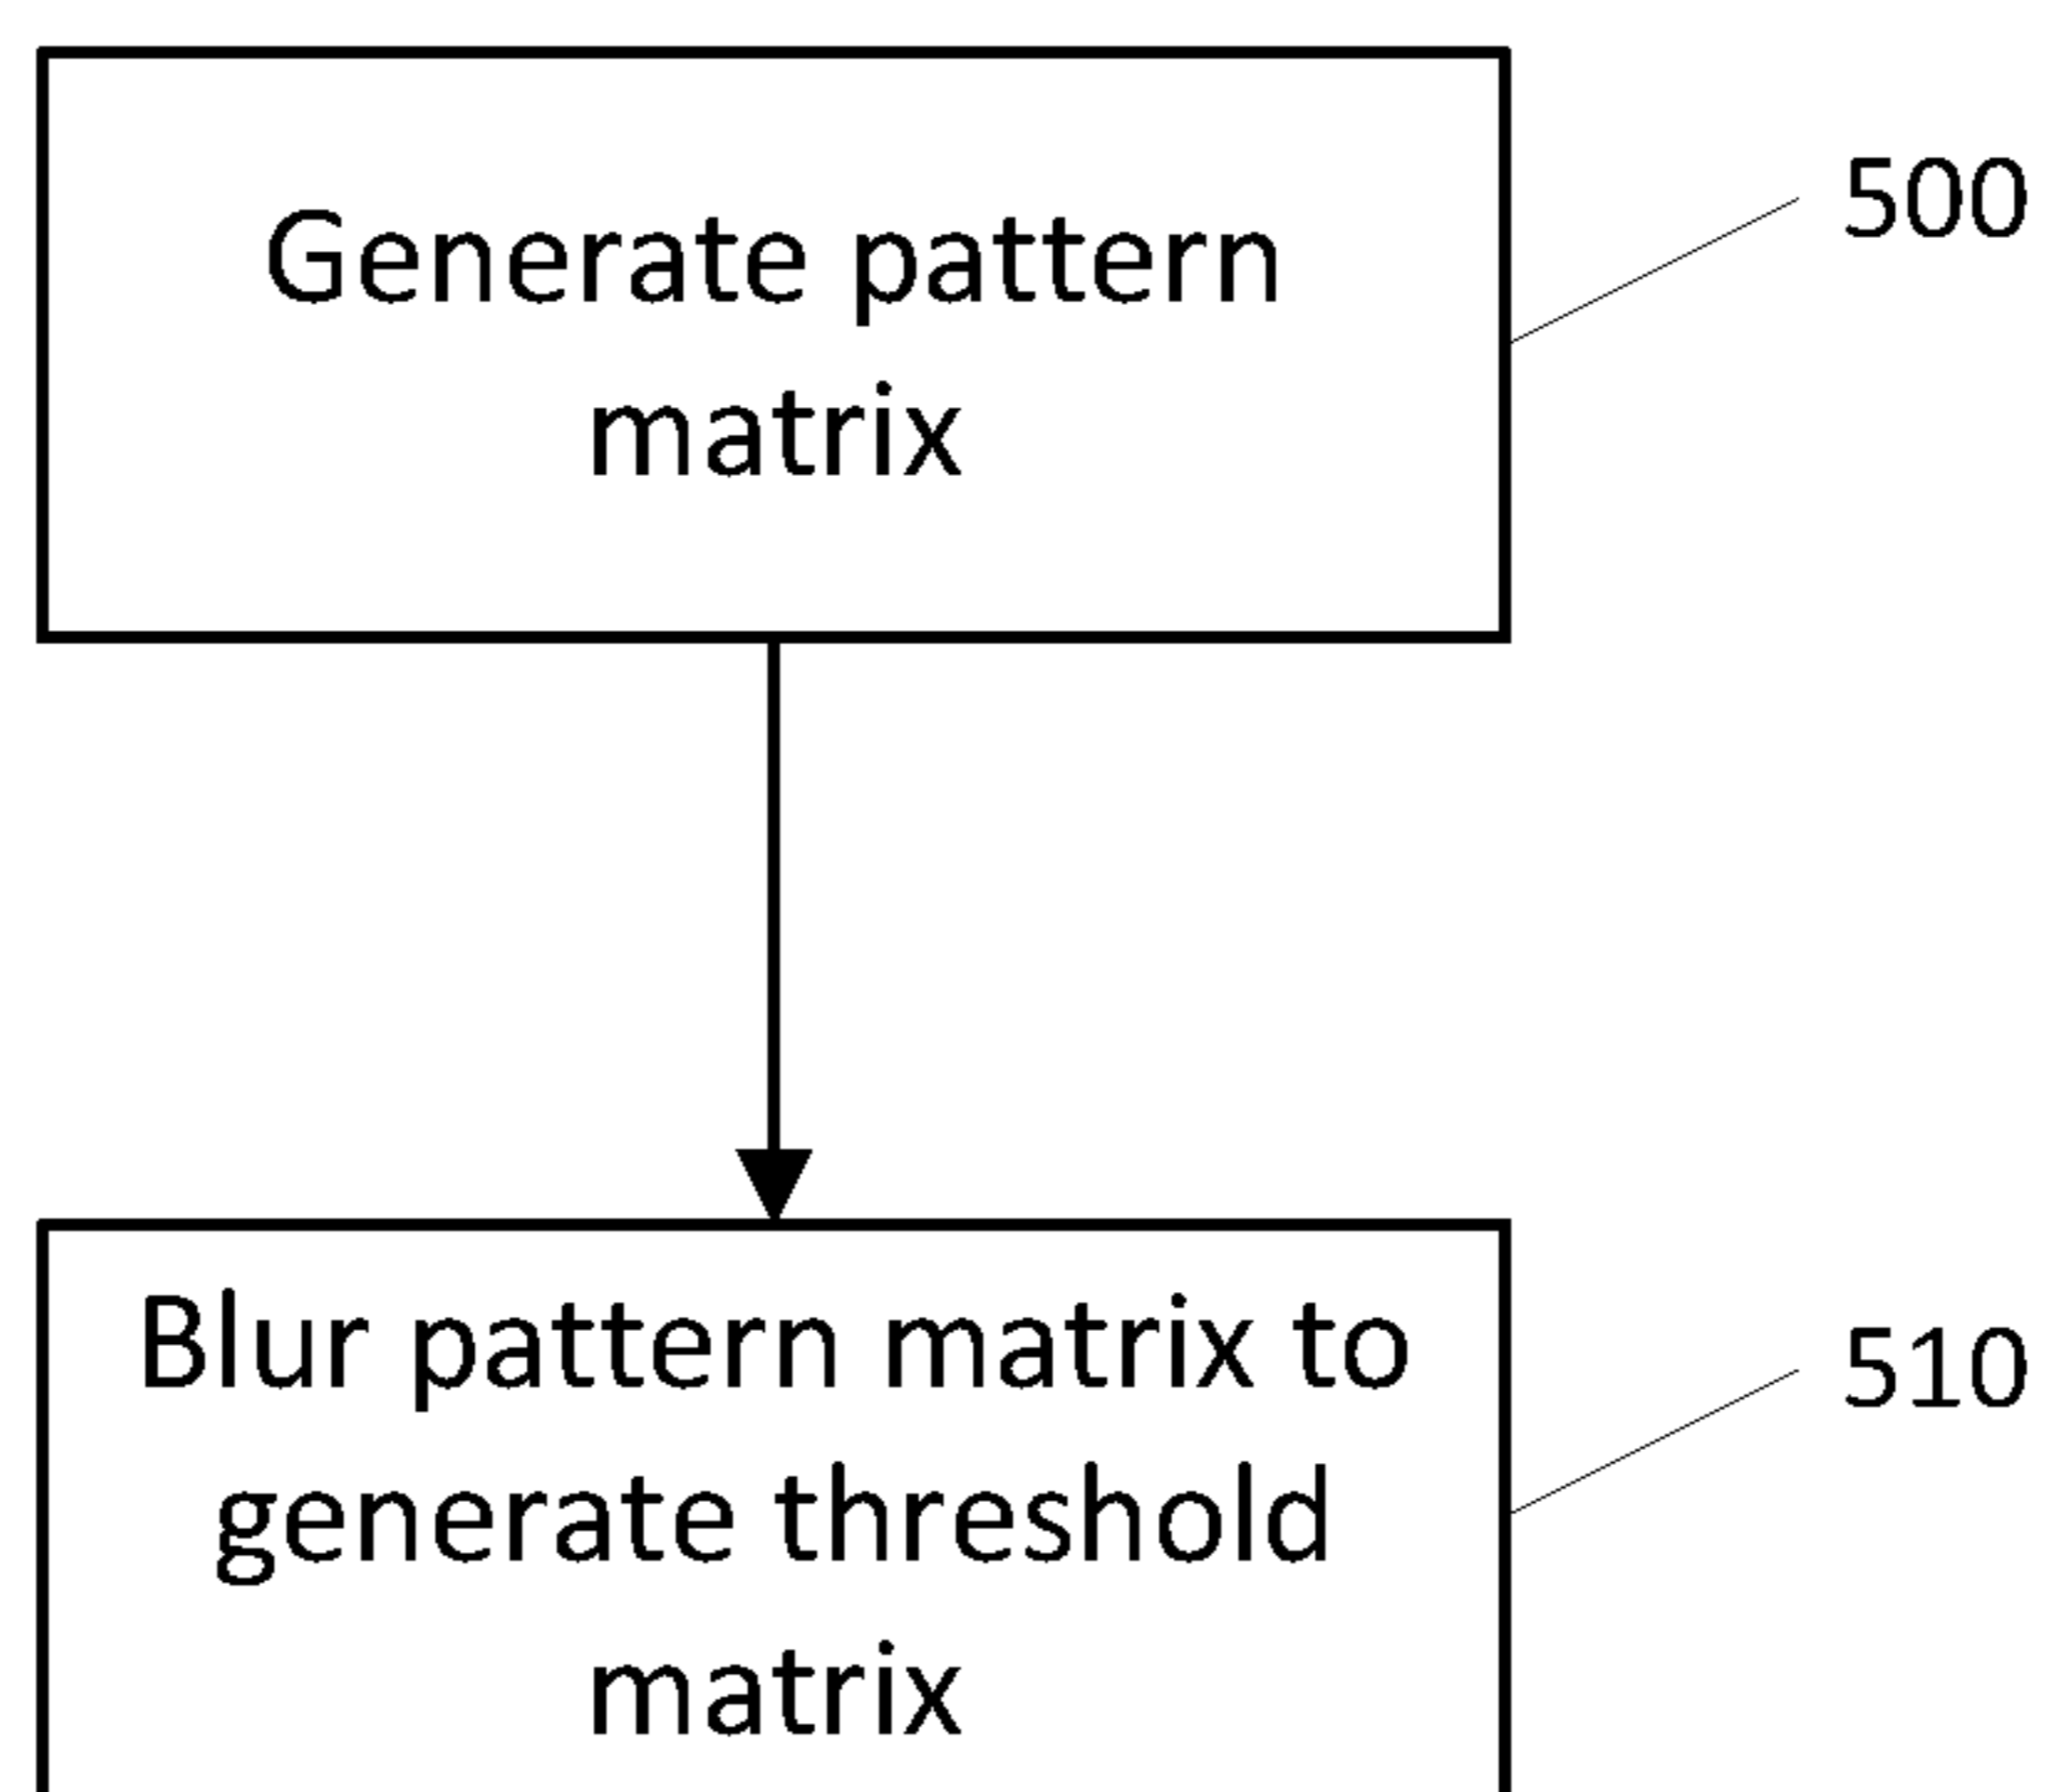 Generate pattern
matrix
500
Blur pattern matrix to
generate threshold
matrix
510